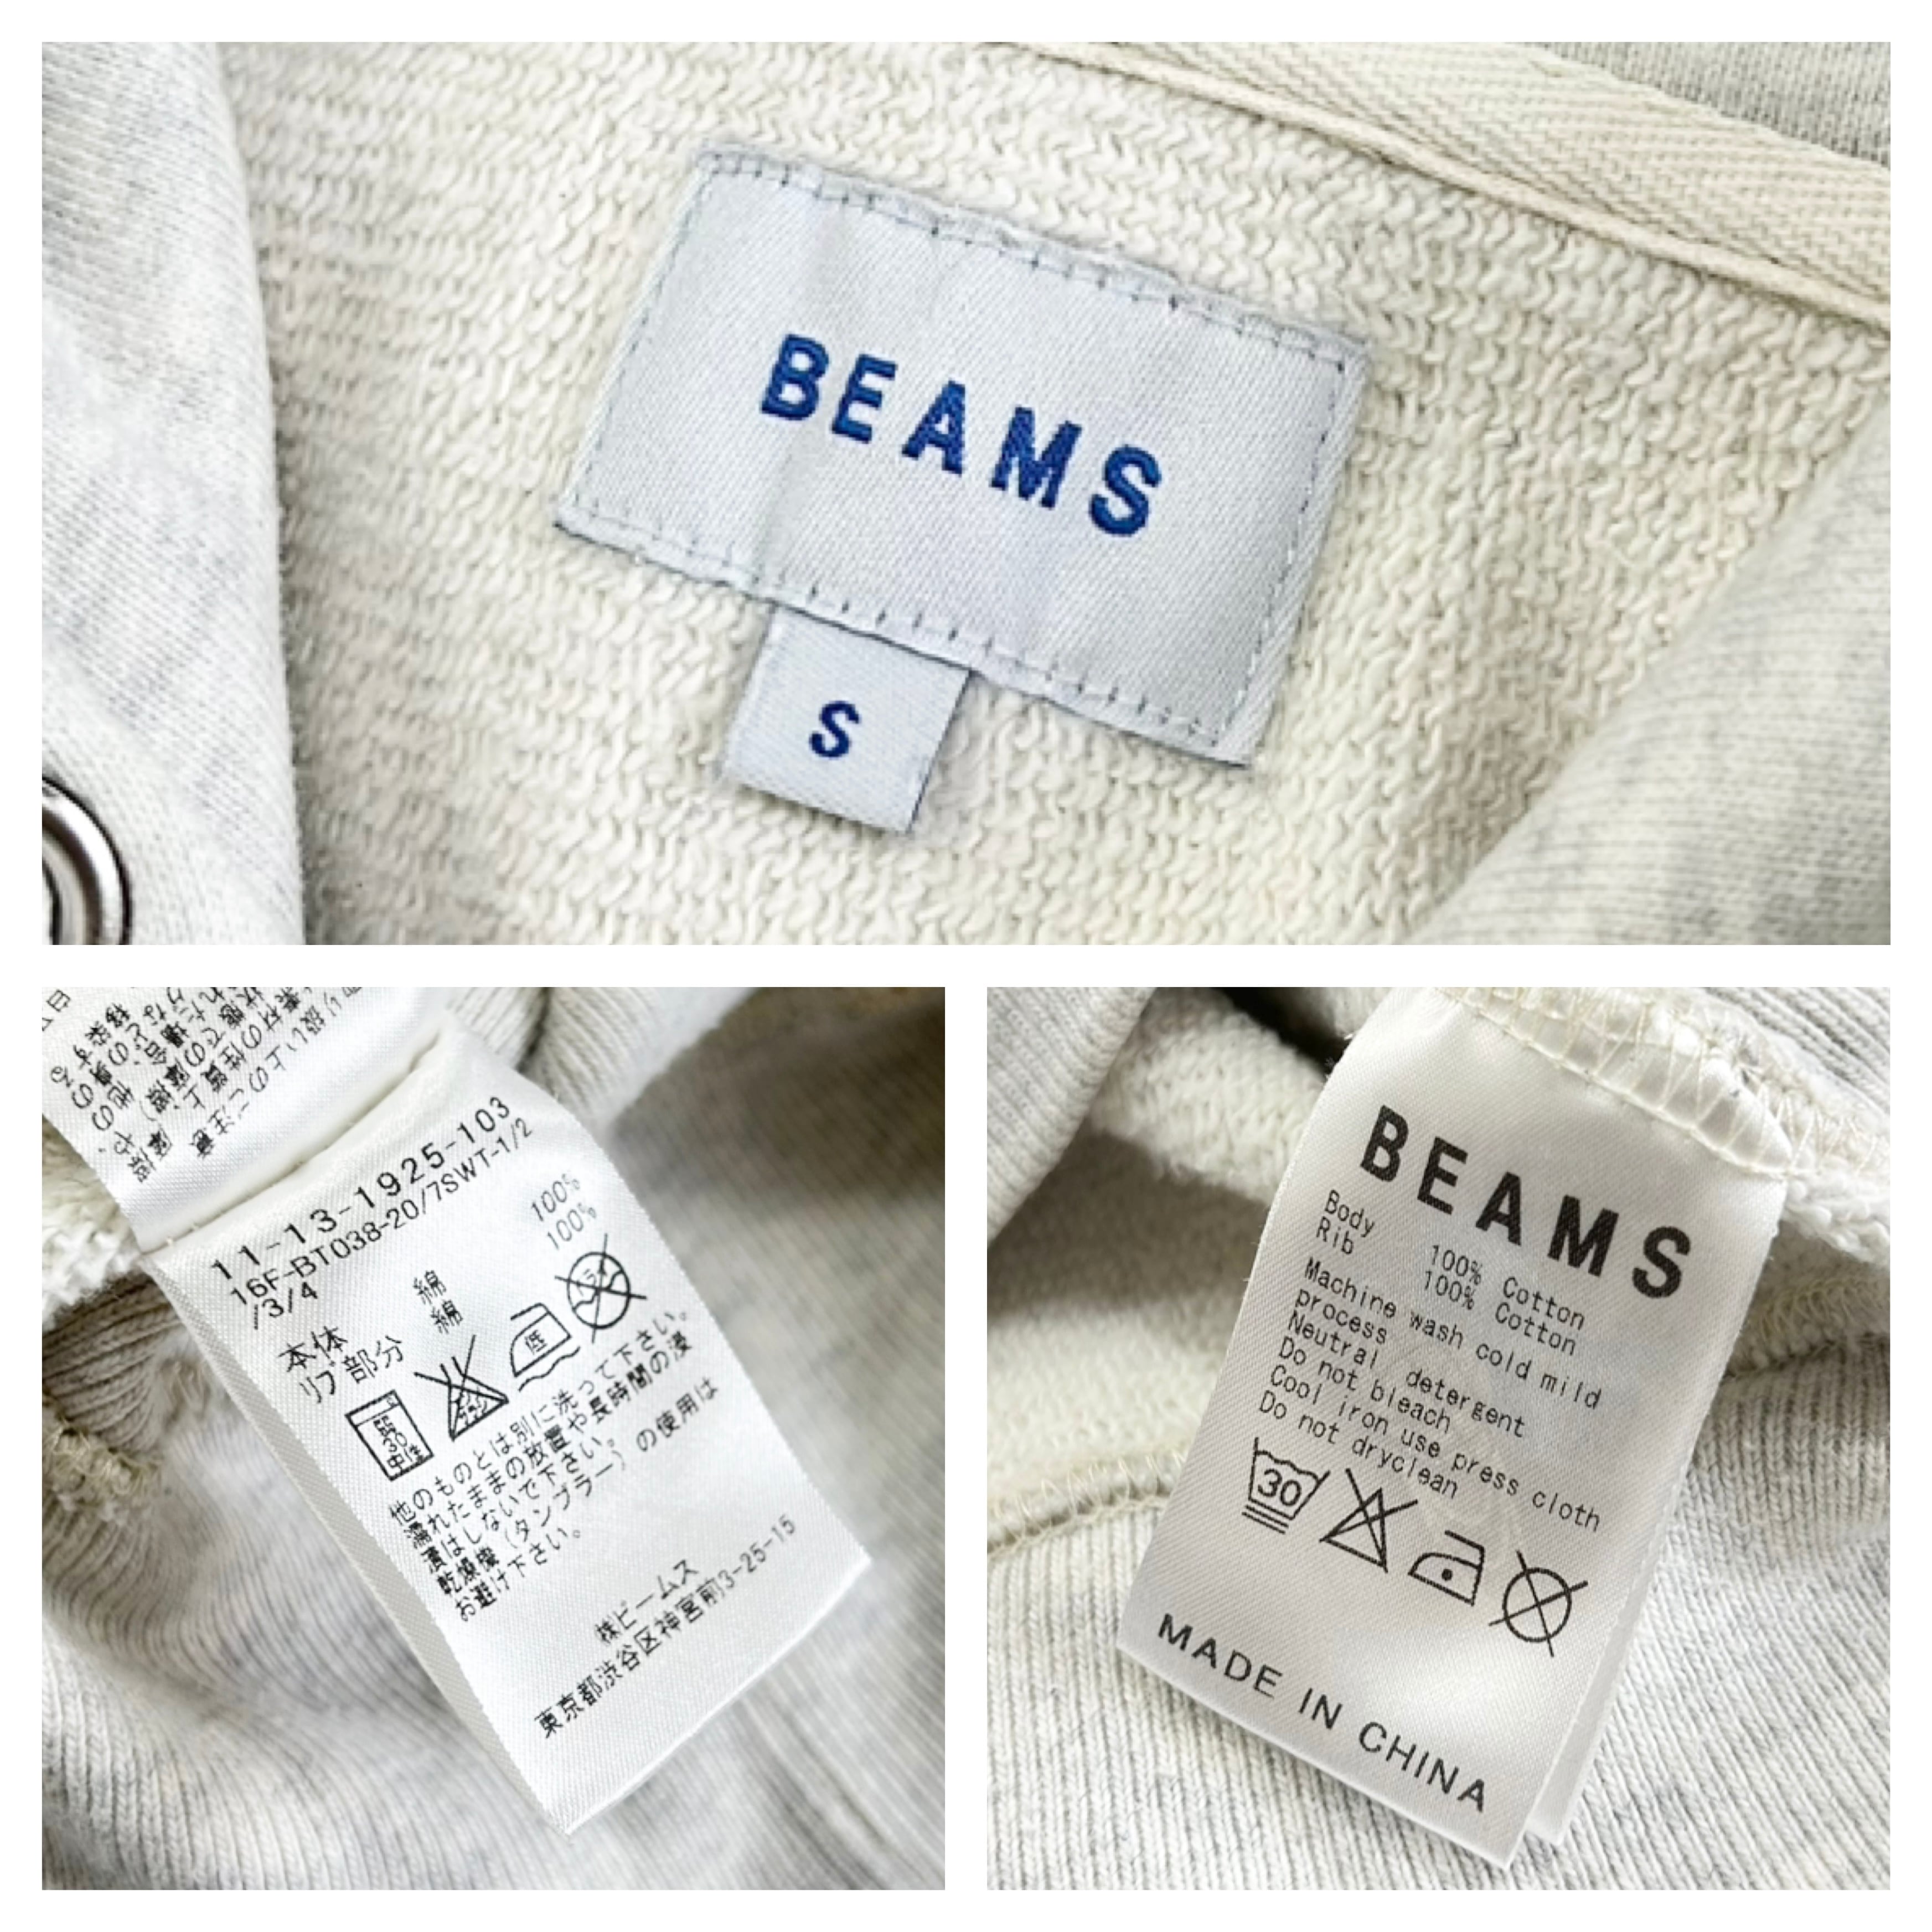 BEAMS
S
11-13-1925-103
16F-BT038-20/7SWT-1/2
/3/4
本体 綿 100%
リブ部分 綿 100%
30
中性
低
他のものとは別に洗って下さい。
濡れたままの放置や長時間の浸
漬はしないで下さい。
乾燥機(タンブラー)の使用は
お避け下さい。
株ビームス
東京都渋谷区神宮前3-25-15
BEAMS
Body 100% Cotton
Rib 100% Cotton
Machine wash cold mild
process
Neutral detergent
Do not bleach
Cool iron use press cloth
Do not dryclean
30
MADE IN CHINA